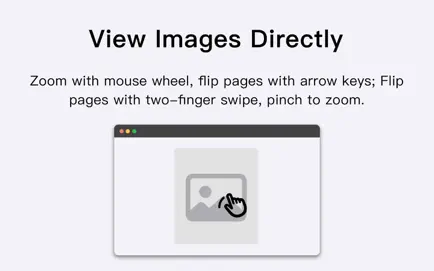 View Images Directly
Zoom with mouse wheel, flip pages with arrow keys; Flip
pages with two-finger swipe, pinch to zoom.